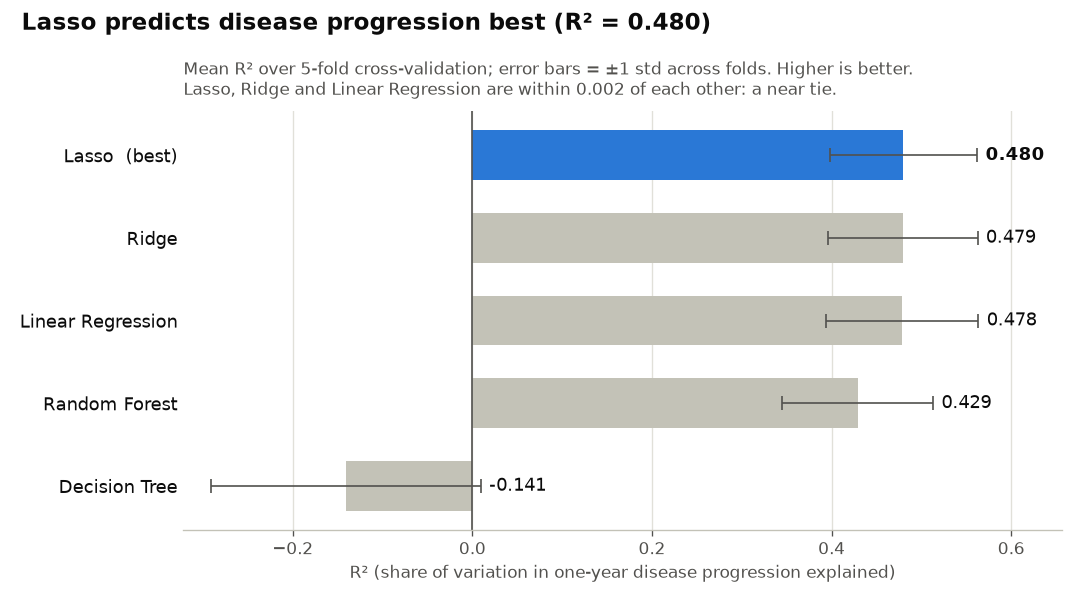 Lasso predicts disease progression best (R² = 0.480)
Mean R² over 5-fold cross-validation; error bars = ±1 std across folds. Higher is better.
Lasso, Ridge and Linear Regression are within 0.002 of each other: a near tie.
Lasso (best)
0.480
Ridge
0.479
Linear Regression
0.478
Random Forest
0.429
Decision Tree
-0.141
−0.2
0.0
0.2
0.4
0.6
R² (share of variation in one-year disease progression explained)